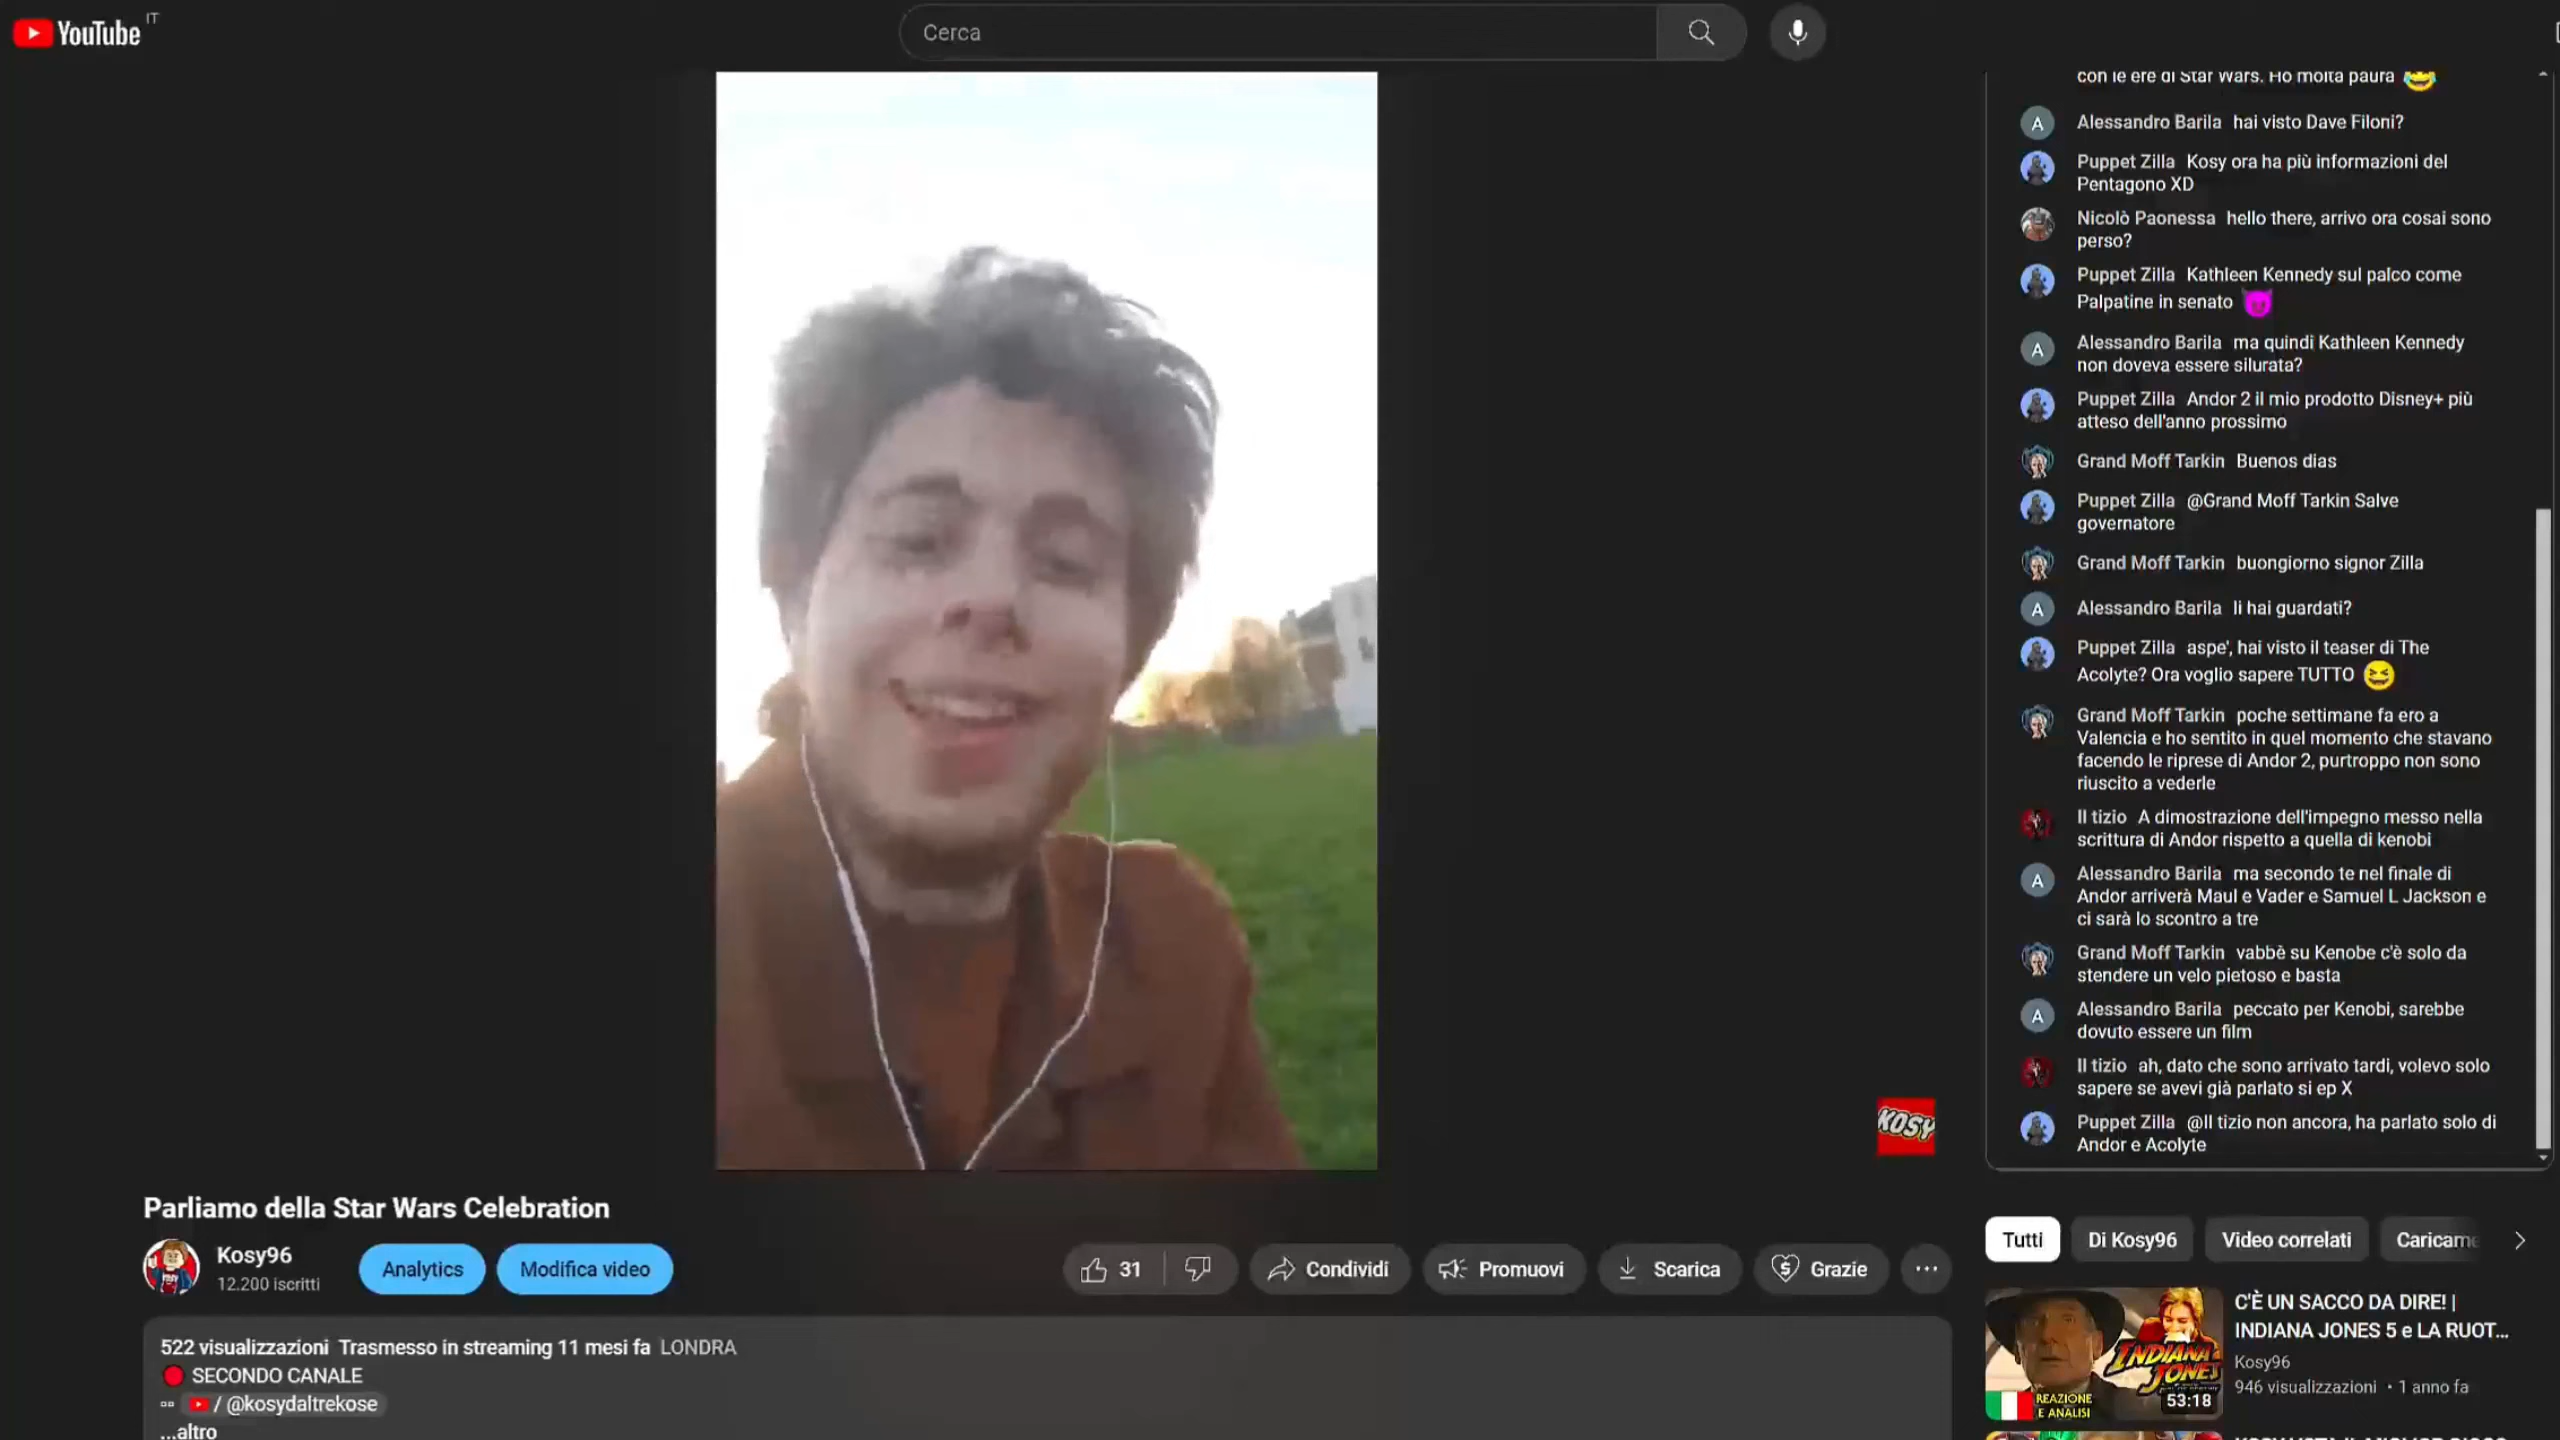 YouTube IT
Cerca
con le ere di Star Wars. Ho molta paura
A Alessandro Barila hai visto Dave Filoni?
Puppet Zilla Kosy ora ha più informazioni del
Pentagono XD
Nicolò Paonessa hello there, arrivo ora cosai sono
perso?
Puppet Zilla Kathleen Kennedy sul palco come
Palpatine in senato
A Alessandro Barila ma quindi Kathleen Kennedy
non doveva essere silurata?
Puppet Zilla Andor 2 il mio prodotto Disney+ più
atteso dell'anno prossimo
Grand Moff Tarkin Buenos dias
Puppet Zilla @Grand Moff Tarkin Salve
governatore
Grand Moff Tarkin buongiorno signor Zilla
A Alessandro Barila li hai guardati?
Puppet Zilla aspe', hai visto il teaser di The
Acolyte? Ora voglio sapere TUTTO
Grand Moff Tarkin poche settimane fa ero a
Valencia e ho sentito in quel momento che stavano
facendo le riprese di Andor 2, purtroppo non sono
riuscito a vederle
Il tizio A dimostrazione dell'impegno messo nella
scrittura di Andor rispetto a quella di kenobi
A Alessandro Barila ma secondo te nel finale di
Andor arriverà Maul e Vader e Samuel L Jackson e
ci sarà lo scontro a tre
Grand Moff Tarkin vabbè su Kenobe c'è solo da
stendere un velo pietoso e basta
A Alessandro Barila peccato per Kenobi, sarebbe
dovuto essere un film
Il tizio ah, dato che sono arrivato tardi, volevo solo
sapere se avevi già parlato si ep X
Puppet Zilla @Il tizio non ancora, ha parlato solo di
Andor e Acolyte
KOSY
Parliamo della Star Wars Celebration
Kosy96
12.200 iscritti
Analytics
Modifica video
31
Condividi
Promuovi
Scarica
Grazie
522 visualizzazioni Trasmesso in streaming 11 mesi fa LONDRA
SECONDO CANALE
/ @kosydaltrekose
...altro
Tutti
Di Kosy96
Video correlati
Caricame
INDIANA
JONES
REAZIONE
E ANALISI
53:18
C'È UN SACCO DA DIRE! |
INDIANA JONES 5 e LA RUOT...
Kosy96
946 visualizzazioni • 1 anno fa